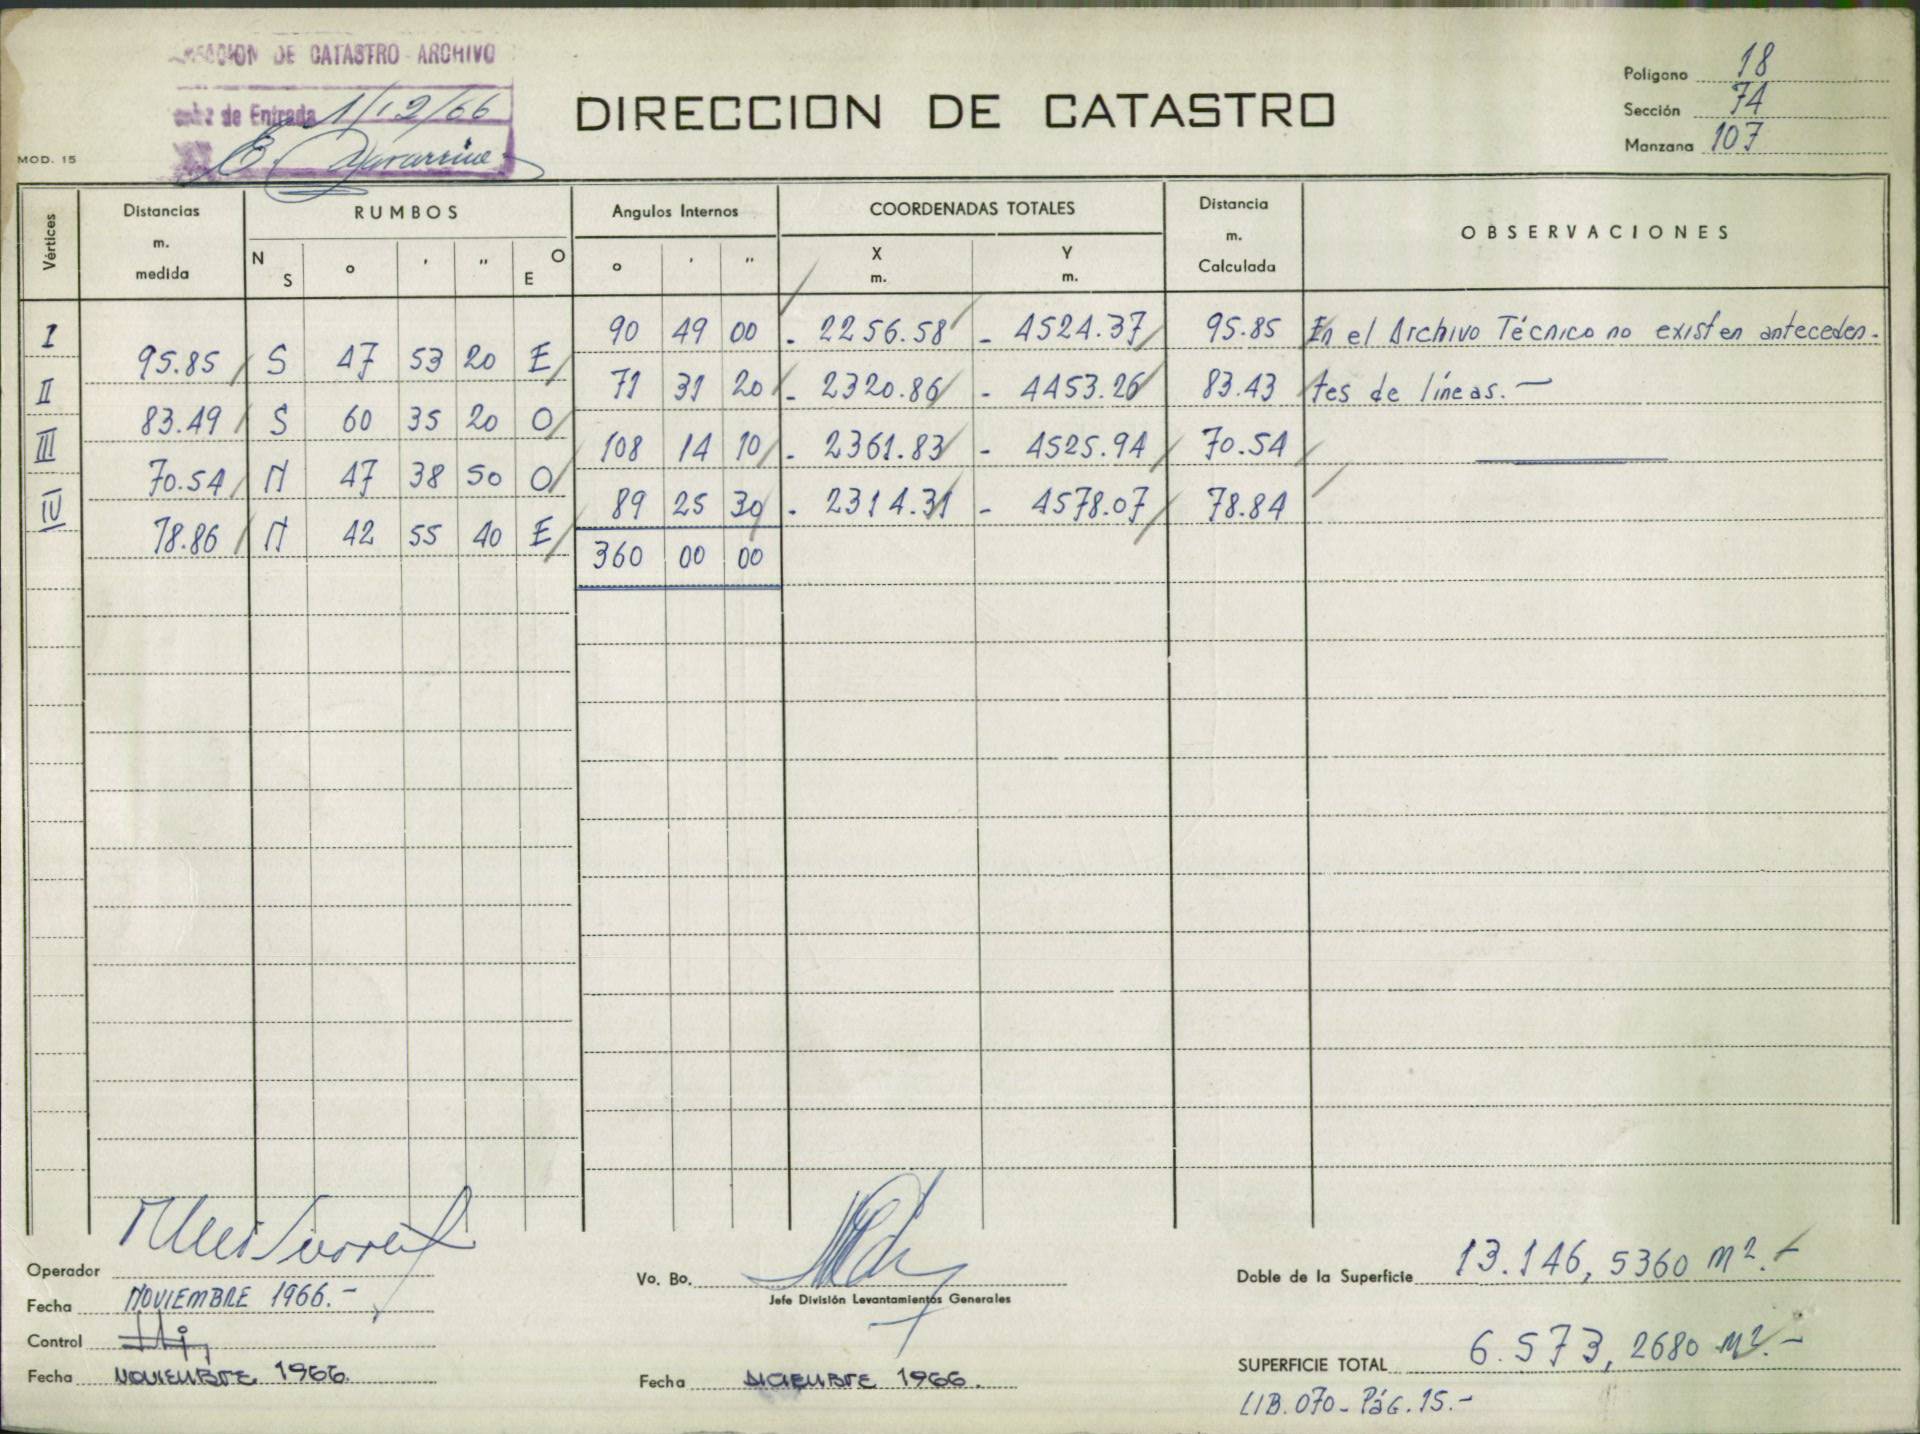 DE CATASTRO ARCHIVO
de Entrada 1/12/66
MOD. 15
DIRECCION DE CATASTRO
Polígono 18
Sección 74
Manzana 107
Vértices Distancias m. medida RUMBOS N S o ' " O E Angulos Internos o ' " COORDENADAS TOTALES X m. Y m. Distancia m. Calculada OBSERVACIONES
I 90 49 00 - 2256.58 - 4524.37 95.85 En el Archivo Técnico no existen anteceden-
95.85 S 47 53 20 E
II 71 31 20 - 2320.86 - 4453.26 83.43 tes de líneas.-
83.49 S 60 35 20 O
III 108 14 10 - 2361.83 - 4525.94 70.54
70.54 N 47 38 50 O
IV 89 25 30 - 2314.31 - 4578.07 78.84
78.86 N 42 55 40 E
360 00 00
Operador
Fecha NOVIEMBRE 1966.-
Control
Fecha NOVIEMBRE 1966.
Vo. Bo.
Jefe División Levantamientos Generales
Fecha DICIEMBRE 1966.
Doble de la Superficie 13.146,5360 m2.-
SUPERFICIE TOTAL 6.573,2680 m2.-
LIB. 070 - Pág. 15.-